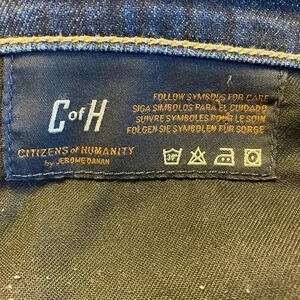 C of H
CITIZENS of HUMANITY
by JEROME DAHAN
FOLLOW SYMBOLS FOR CARE
SIGA SIMBOLOS PARA EL CUIDADO
SUIVRE SYMBOLES POUR LE SOIN
FOLGEN SIE SYMBOLEN FÜR SORGE
30°